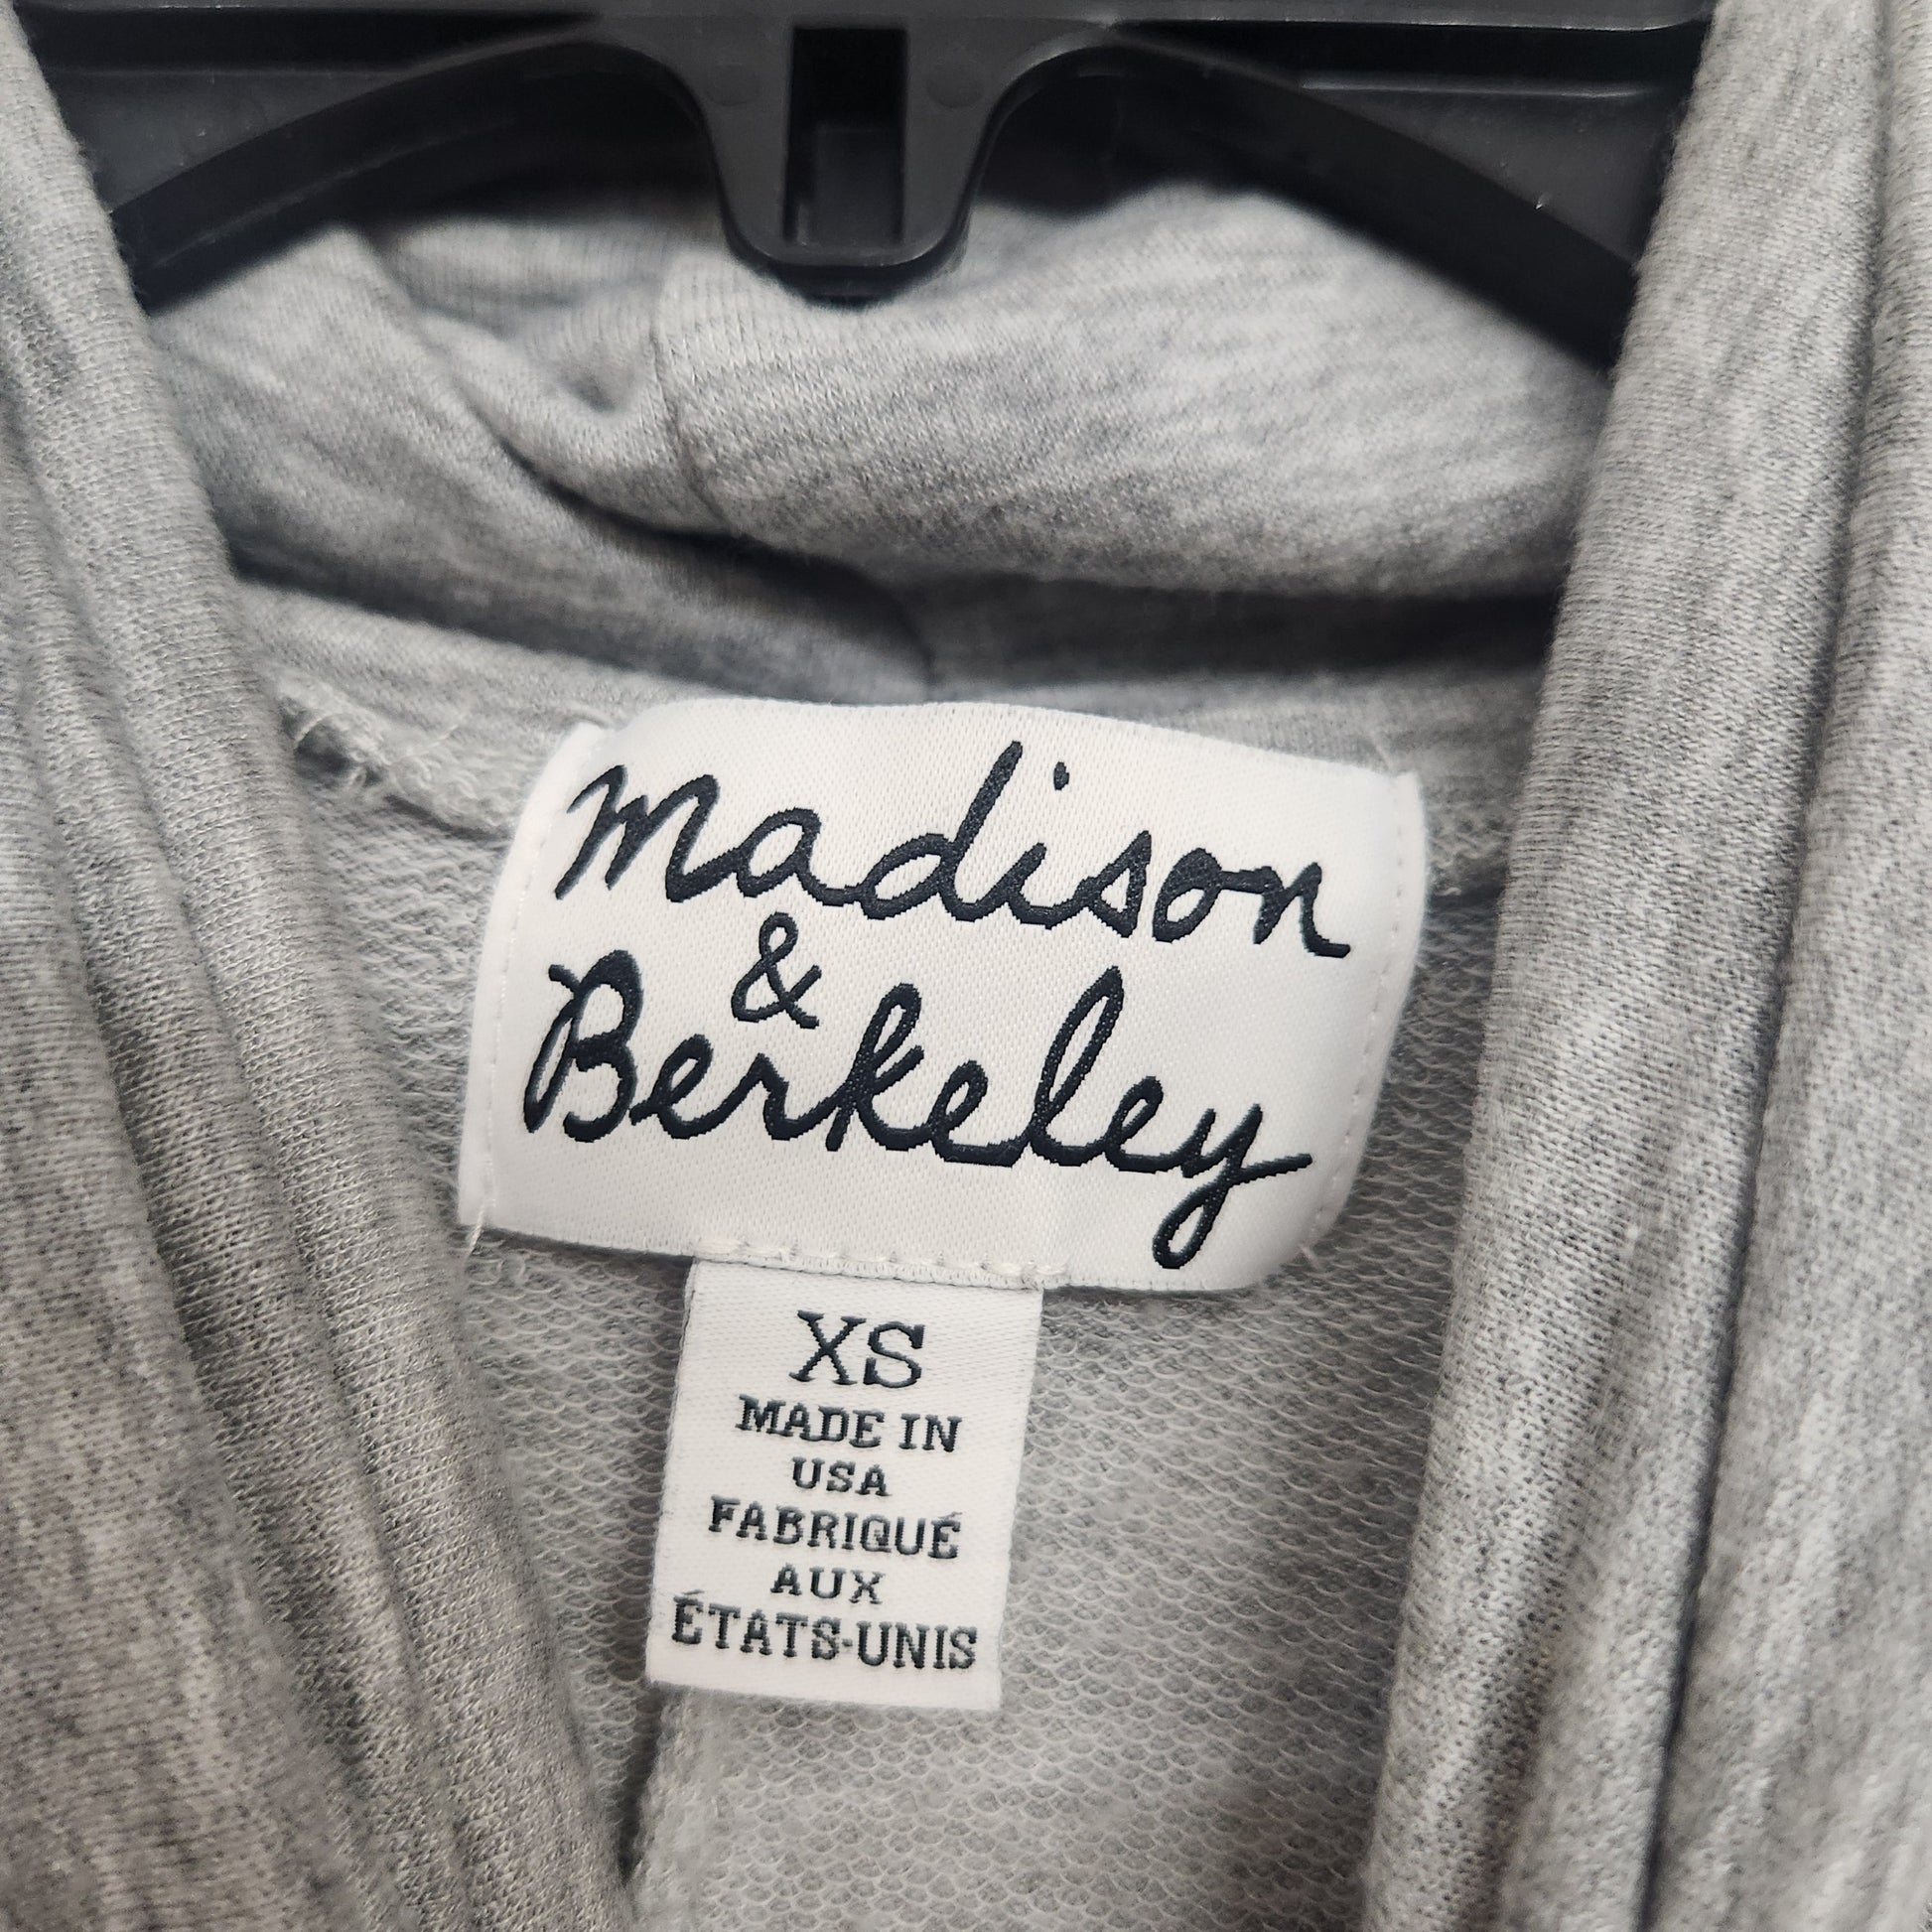 Madison
&
Berkeley
XS
MADE IN
USA
FABRIQUÉ
AUX
ÉTATS-UNIS